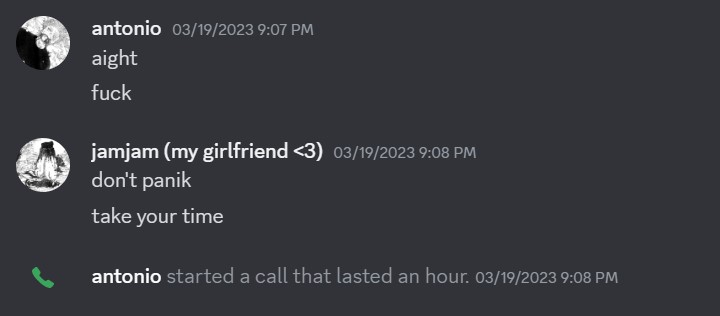 antonio 03/19/2023 9:07 PM
aight
fuck
jamjam (my girlfriend <3) 03/19/2023 9:08 PM
don't panik
take your time
antonio started a call that lasted an hour. 03/19/2023 9:08 PM